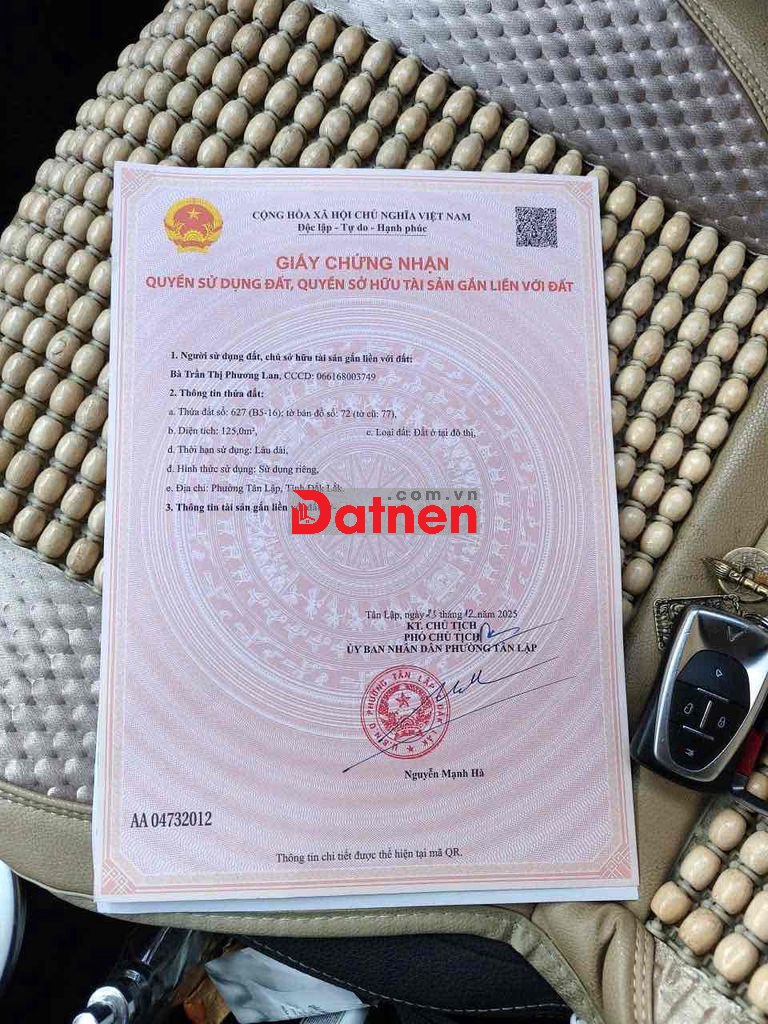 CỘNG HÒA XÃ HỘI CHỦ NGHĨA VIỆT NAM
Độc lập - Tự do - Hạnh phúc
GIẤY CHỨNG NHẬN
QUYỀN SỬ DỤNG ĐẤT, QUYỀN SỞ HỮU TÀI SẢN GẮN LIỀN VỚI ĐẤT
1. Người sử dụng đất, chủ sở hữu tài sản gắn liền với đất:
Bà Trần Thị Phương Lan, CCCD: 066168003749
2. Thông tin thửa đất:
a. Thửa đất số: 627 (B5-16); tờ bản đồ số: 72 (tờ cũ: 77),
b. Diện tích: 125,0m², c. Loại đất: Đất ở tại đô thị,
d. Thời hạn sử dụng: Lâu dài,
đ. Hình thức sử dụng: Sử dụng riêng,
e. Địa chỉ: Phường Tân Lập, Tỉnh Đắk Lắk.
.com.vn
3. Thông tin tài sản gắn liền
Datnen
Tân Lập, ngày 23 tháng 12 năm 2025
KT. CHỦ TỊCH
PHÓ CHỦ TỊCH
ỦY BAN NHÂN DÂN PHƯỜNG TÂN LẬP
U.B.N.D PHƯỜNG TÂN LẬP
ĐẮK LẮK
Nguyễn Mạnh Hà
AA 04732012
Thông tin chi tiết được thể hiện tại mã QR.